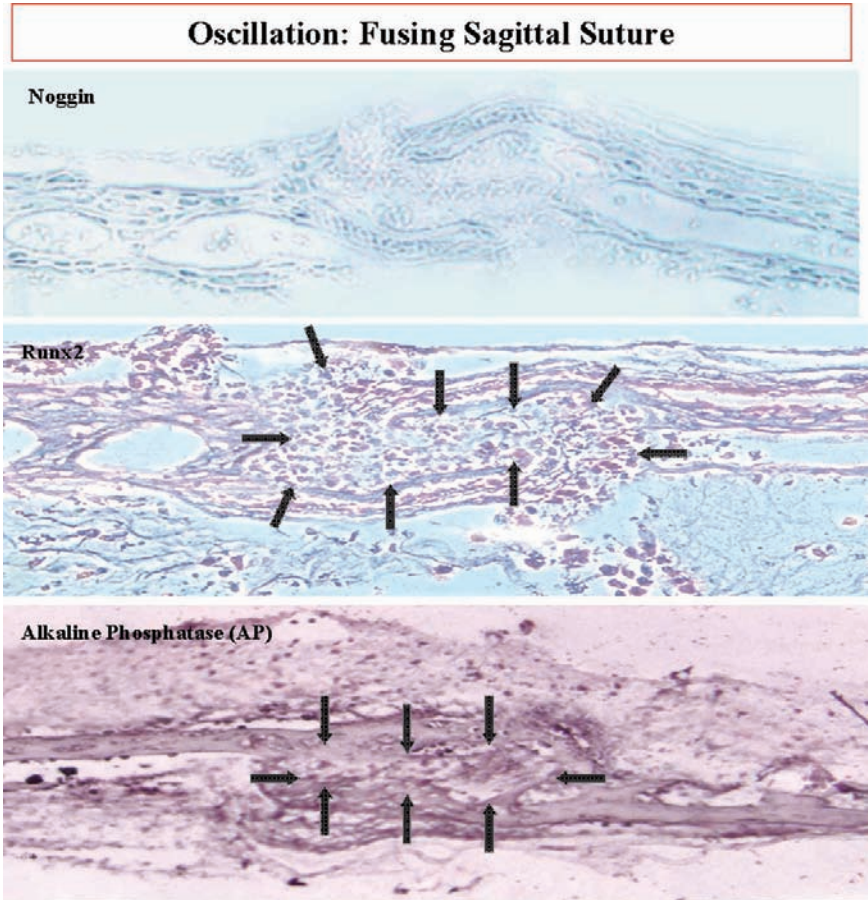 Oscillation: Fusing Sagittal Suture
Noggin
Runx2
Alkaline Phosphatase (AP)